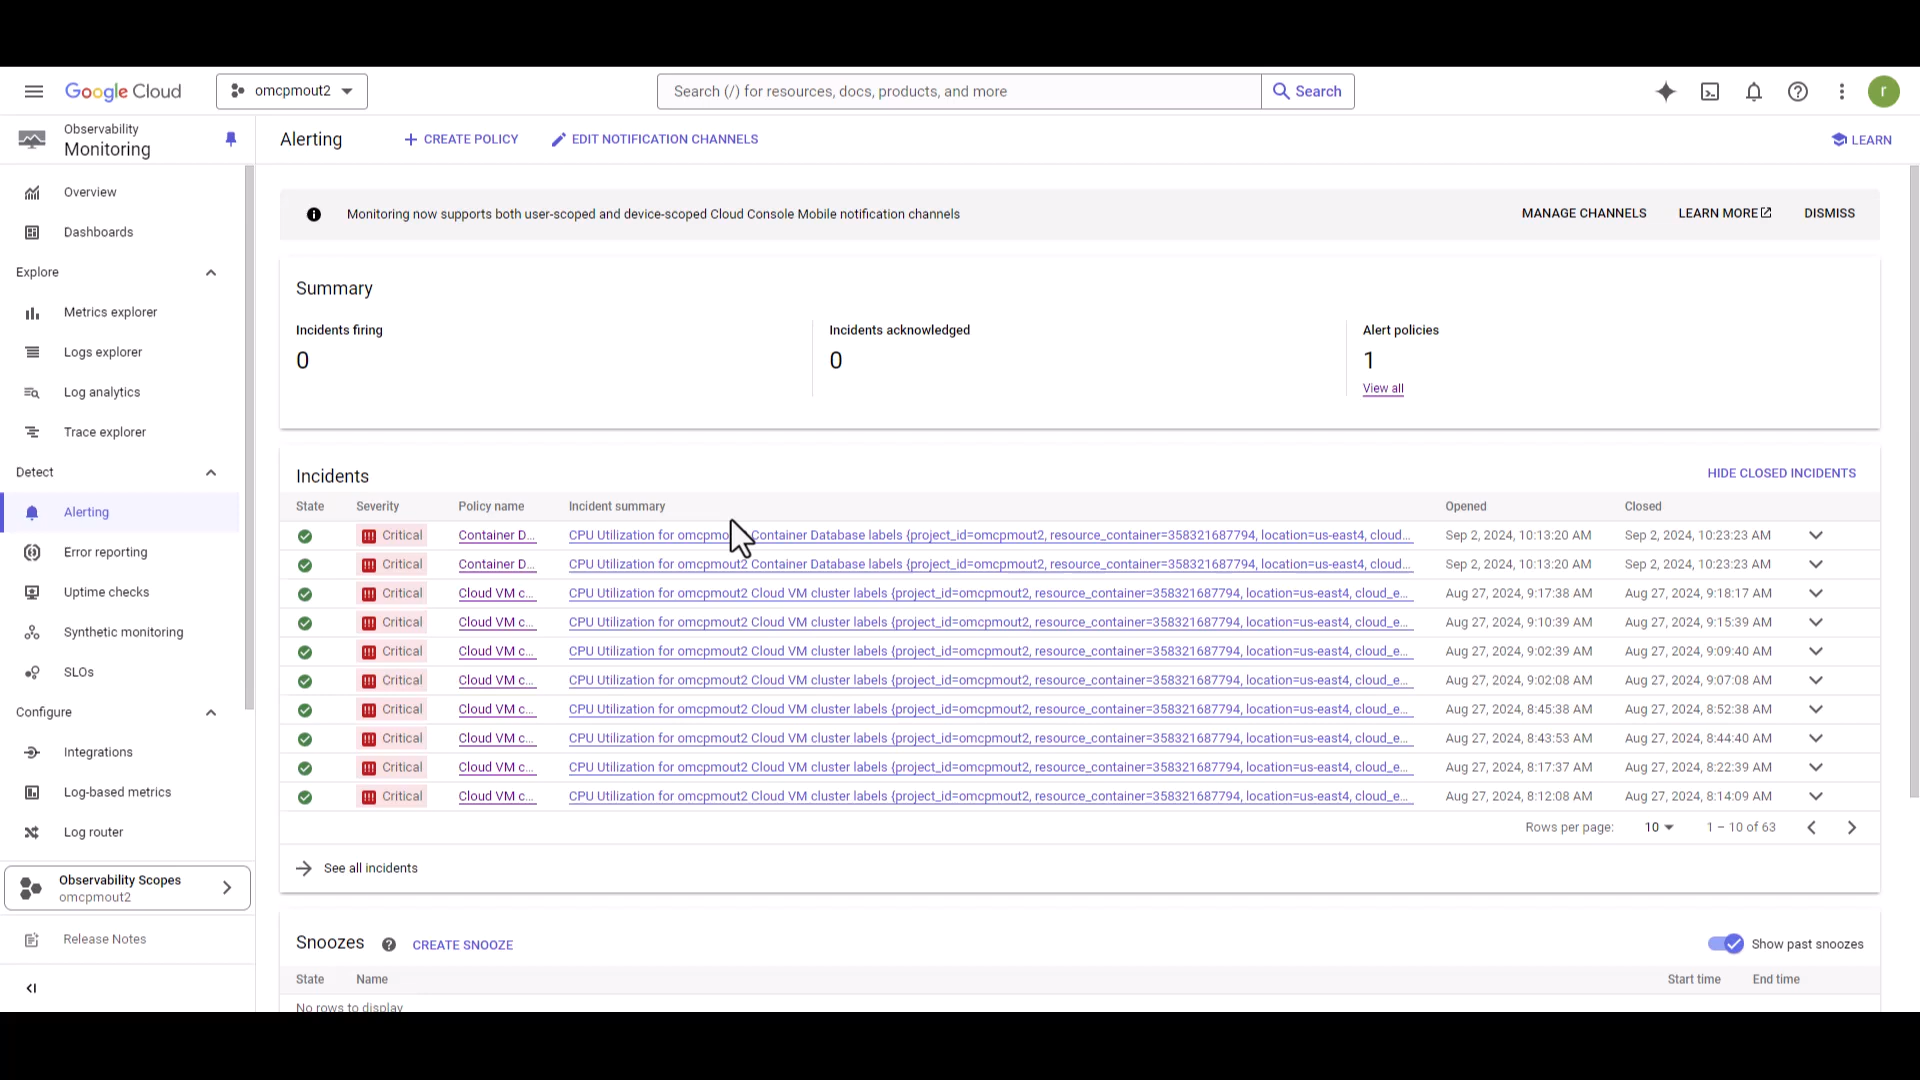 Google Cloud
omcpmout2
Search (/) for resources, docs, products, and more
Search
r
Observability
Monitoring
Overview
Dashboards
Explore
Metrics explorer
Logs explorer
Log analytics
Trace explorer
Detect
Alerting
Error reporting
Uptime checks
Synthetic monitoring
SLOs
Configure
Integrations
Log-based metrics
Log router
Observability Scopes
omcpmout2
Release Notes
Alerting
CREATE POLICY
EDIT NOTIFICATION CHANNELS
LEARN
Monitoring now supports both user-scoped and device-scoped Cloud Console Mobile notification channels
MANAGE CHANNELS
LEARN MORE
DISMISS
Summary
Incidents firing
0
Incidents acknowledged
0
Alert policies
1
View all
Incidents
HIDE CLOSED INCIDENTS
State Severity Policy name Incident summary Opened Closed
Critical Container D... CPU Utilization for omcpmo Container Database labels {project_id=omcpmout2, resource_container=358321687794, location=us-east4, cloud... Sep 2, 2024, 10:13:20 AM Sep 2, 2024, 10:23:23 AM
Critical Container D... CPU Utilization for omcpmout2 Container Database labels {project_id=omcpmout2, resource_container=358321687794, location=us-east4, cloud... Sep 2, 2024, 10:13:20 AM Sep 2, 2024, 10:23:23 AM
Critical Cloud VM c... CPU Utilization for omcpmout2 Cloud VM cluster labels {project_id=omcpmout2, resource_container=358321687794, location=us-east4, cloud_e... Aug 27, 2024, 9:17:38 AM Aug 27, 2024, 9:18:17 AM
Critical Cloud VM c... CPU Utilization for omcpmout2 Cloud VM cluster labels {project_id=omcpmout2, resource_container=358321687794, location=us-east4, cloud_e... Aug 27, 2024, 9:10:39 AM Aug 27, 2024, 9:15:39 AM
Critical Cloud VM c... CPU Utilization for omcpmout2 Cloud VM cluster labels {project_id=omcpmout2, resource_container=358321687794, location=us-east4, cloud_e... Aug 27, 2024, 9:02:39 AM Aug 27, 2024, 9:09:40 AM
Critical Cloud VM c... CPU Utilization for omcpmout2 Cloud VM cluster labels {project_id=omcpmout2, resource_container=358321687794, location=us-east4, cloud_e... Aug 27, 2024, 9:02:08 AM Aug 27, 2024, 9:07:08 AM
Critical Cloud VM c... CPU Utilization for omcpmout2 Cloud VM cluster labels {project_id=omcpmout2, resource_container=358321687794, location=us-east4, cloud_e... Aug 27, 2024, 8:45:38 AM Aug 27, 2024, 8:52:38 AM
Critical Cloud VM c... CPU Utilization for omcpmout2 Cloud VM cluster labels {project_id=omcpmout2, resource_container=358321687794, location=us-east4, cloud_e... Aug 27, 2024, 8:43:53 AM Aug 27, 2024, 8:44:40 AM
Critical Cloud VM c... CPU Utilization for omcpmout2 Cloud VM cluster labels {project_id=omcpmout2, resource_container=358321687794, location=us-east4, cloud_e... Aug 27, 2024, 8:17:37 AM Aug 27, 2024, 8:22:39 AM
Critical Cloud VM c... CPU Utilization for omcpmout2 Cloud VM cluster labels {project_id=omcpmout2, resource_container=358321687794, location=us-east4, cloud_e... Aug 27, 2024, 8:12:08 AM Aug 27, 2024, 8:14:09 AM
Rows per page: 10 1 – 10 of 63
See all incidents
Snoozes
CREATE SNOOZE
Show past snoozes
State Name Start time End time
No rows to display